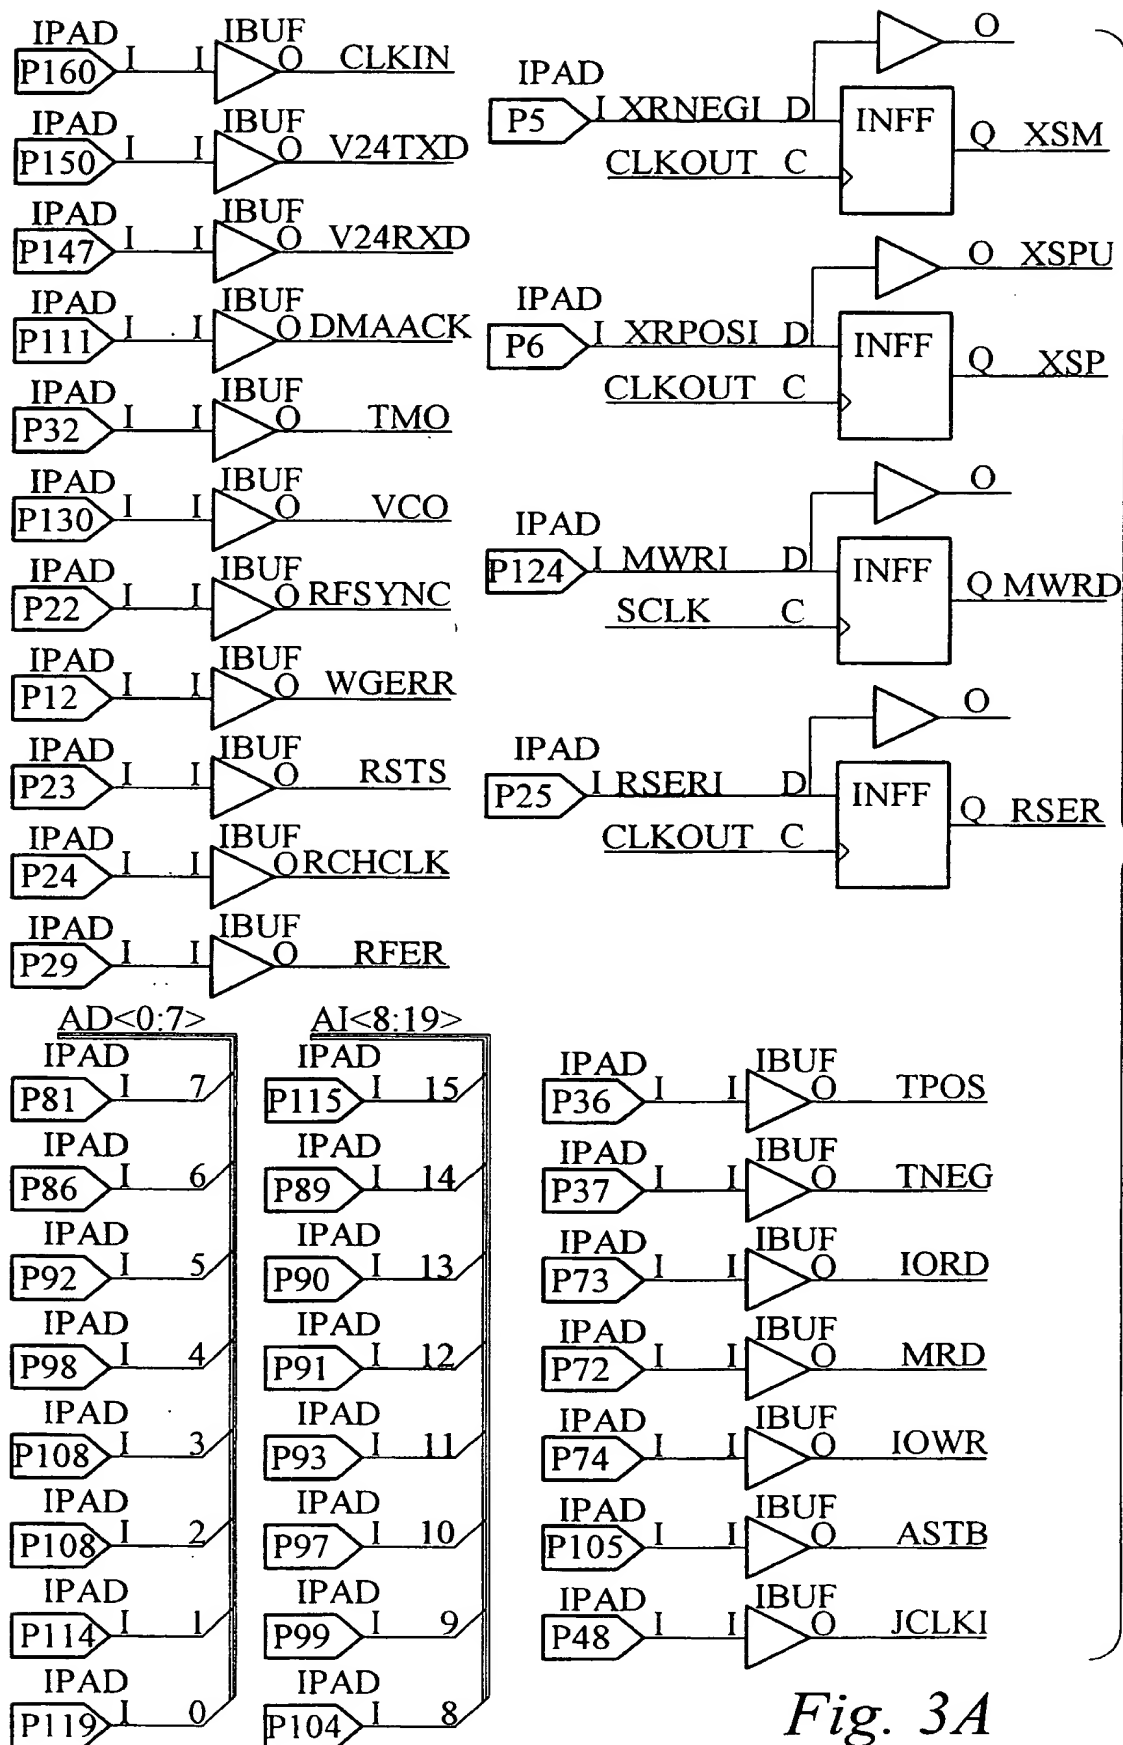 IPAD IBUF
P160 I I O CLKIN
IPAD IBUF
P150 I I O V24TXD
IPAD IBUF
P147 I I O V24RXD
IPAD IBUF
P111 I I O DMAACK
IPAD IBUF
P32 I I O TMO
IPAD IBUF
P130 I I O VCO
IPAD IBUF
P22 I I O RFSYNC
IPAD IBUF
P12 I I O WGERR
IPAD IBUF
P23 I I O RSTS
IPAD IBUF
P24 I I O RCHCLK
IPAD IBUF
P29 I I O RFER
O
IPAD
P5 I XRNEGI D INFF
Q XSM
CLKOUT C
O XSPU
IPAD
P6 I XRPOSI D INFF
Q XSP
CLKOUT C
O
IPAD
P124 I MWRI D INFF
Q MWRD
SCLK C
O
IPAD
P25 I RSERI D INFF
Q RSER
CLKOUT C
AD<0:7>
IPAD
P81 I 7
IPAD
P86 I 6
IPAD
P92 I 5
IPAD
P98 I 4
IPAD
P108 I 3
IPAD
P108 I 2
IPAD
P114 I 1
IPAD
P119 I 0
AI<8:19>
IPAD
P115 I 15
IPAD
P89 I 14
IPAD
P90 I 13
IPAD
P91 I 12
IPAD
P93 I 11
IPAD
P97 I 10
IPAD
P99 I 9
IPAD
P104 I 8
IPAD IBUF
P36 I I O TPOS
IPAD IBUF
P37 I I O TNEG
IPAD IBUF
P73 I I O IORD
IPAD IBUF
P72 I I O MRD
IPAD IBUF
P74 I I O IOWR
IPAD IBUF
P105 I I O ASTB
IPAD IBUF
P48 I I O JCLKI
Fig. 3A